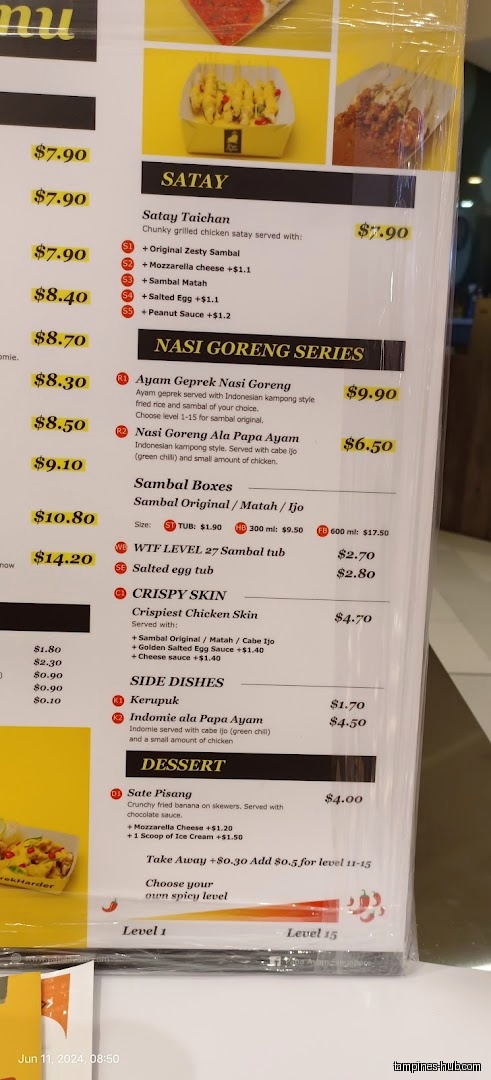 nu
$7.90
$7.90
$7.90
$8.40
$8.70
omie.
$8.30
$8.50
$9.10
$10.80
$14.20
now
$1.80
$2.30
$0.90
$0.90
$0.10
SATAY
Satay Taichan $7.90
Chunky grilled chicken satay served with:
S1 + Original Zesty Sambal
S2 + Mozzarella cheese +$1.1
S3 + Sambal Matah
S4 + Salted Egg +$1.1
S5 + Peanut Sauce +$1.2
NASI GORENG SERIES
R1 Ayam Geprek Nasi Goreng $9.90
Ayam geprek served with Indonesian kampong style
fried rice and sambal of your choice.
Choose level 1-15 for sambal original.
R2 Nasi Goreng Ala Papa Ayam $6.50
Indonesian kampong style. Served with cabe ijo
(green chilli) and small amount of chicken.
Sambal Boxes
Sambal Original / Matah / Ijo
Size: ST TUB: $1.90 HB 300 ml: $9.50 FB 600 ml: $17.50
WB WTF LEVEL 27 Sambal tub $2.70
SE Salted egg tub $2.80
C1 CRISPY SKIN
Crispiest Chicken Skin $4.70
Served with:
+ Sambal Original / Matah / Cabe Ijo
+ Golden Salted Egg Sauce +$1.40
+ Cheese sauce +$1.40
SIDE DISHES
K1 Kerupuk $1.70
K2 Indomie ala Papa Ayam $4.50
Indomie served with cabe ijo (green chili)
and a small amount of chicken
DESSERT
D1 Sate Pisang $4.00
Crunchy fried banana on skewers. Served with
chocolate sauce.
+ Mozzarella Cheese +$1.20
+ 1 Scoop of Ice Cream +$1.50
Take Away +$0.30 Add $0.5 for level 11-15
Choose your
own spicy level
Level 1 Level 15
rekHarder
Jun 11, 2024, 08:50
tampines-hub.com